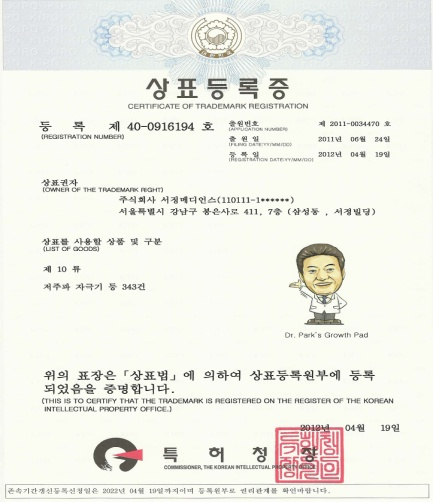 상표등록증
CERTIFICATE OF TRADEMARK REGISTRATION
등 록 제 40-0916194 호
(REGISTRATION NUMBER)
출원번호 제 2011-0034470 호
(APPLICATION NUMBER)
출 원 일 2011년 06월 24일
(FILING DATE:YY/MM/DD)
등 록 일 2012년 04월 19일
(REGISTRATION DATE:YY/MM/DD)
상표권자
(OWNER OF THE TRADEMARK RIGHT)
주식회사 서정메디언스(110111-1******)
서울특별시 강남구 봉은사로 411, 7층 (삼성동 , 서정빌딩)
상표를 사용할 상품 및 구분
(LIST OF GOODS)
제 10 류
저주파 자극기 등 343건
Dr. Park's Growth Pad
위의 표장은「상표법」에 의하여 상표등록원부에 등록
되었음을 증명합니다.
(THIS IS TO CERTIFY THAT THE TRADEMARK IS REGISTERED ON THE REGISTER OF THE KOREAN
INTELLECTUAL PROPERTY OFFICE.)
2012년 04월 19일
특 허 청 장
COMMISSIONER, THE KOREAN INTELLECTUAL PROPERTY OFFICE
존속기간갱신등록신청일은 2022년 04월 19일까지이며 등록원부로 권리관계를 확인바랍니다.